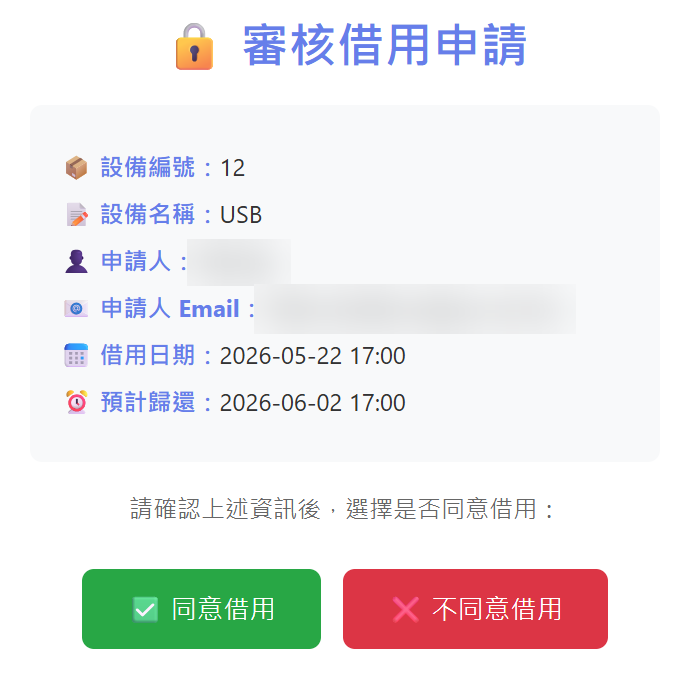 審核借用申請
設備編號：12
設備名稱：USB
申請人：
申請人 Email：
借用日期：2026-05-22 17:00
預計歸還：2026-06-02 17:00
請確認上述資訊後，選擇是否同意借用：
同意借用
不同意借用